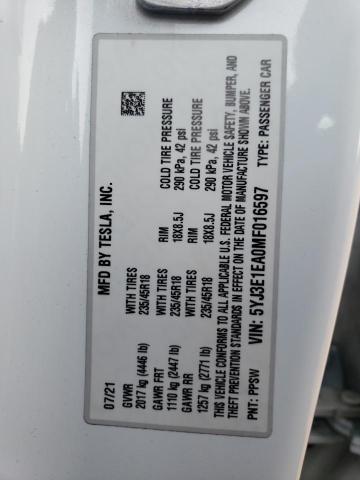 MFD BY TESLA, INC.
07/21
GVWR
2017 kg (4446 lb)
GAWR FRT WITH TIRES RIM COLD TIRE PRESSURE
1110 kg (2447 lb) 235/45R18 18X8.5J 290 kPa, 42 psi
GAWR RR WITH TIRES RIM COLD TIRE PRESSURE
1257 kg (2771 lb) 235/45R18 18X8.5J 290 kPa, 42 psi
THIS VEHICLE CONFORMS TO ALL APPLICABLE U.S. FEDERAL MOTOR VEHICLE SAFETY, BUMPER, AND
THEFT PREVENTION STANDARDS IN EFFECT ON THE DATE OF MANUFACTURE SHOWN ABOVE.
VIN: 5YJ3E1EA0MF016597
PNT: PPSW TYPE: PASSENGER CAR